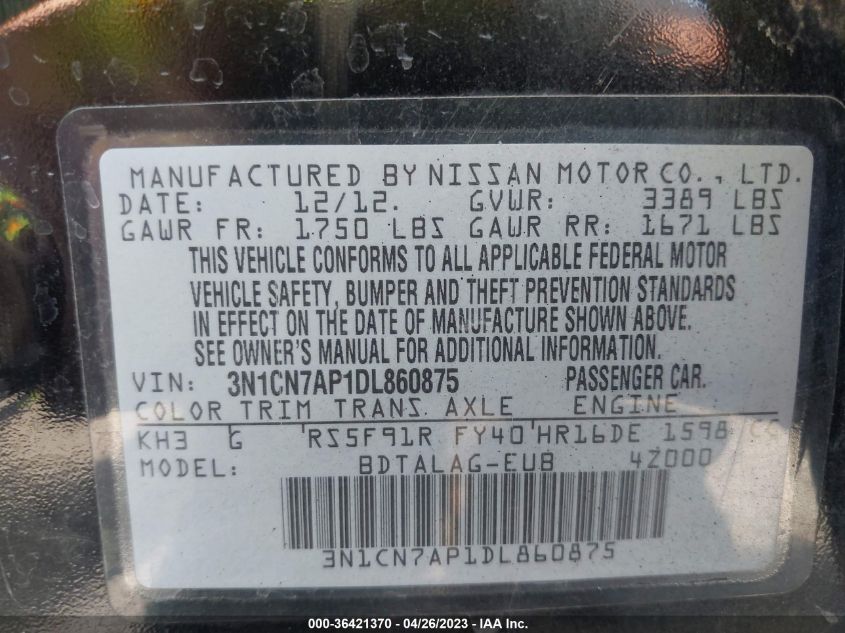 MANUFACTURED BY NISSAN MOTOR CO., LTD.
DATE: 12/12. GVWR: 3389 LBS
GAWR FR: 1750 LBS GAWR RR: 1671 LBS
THIS VEHICLE CONFORMS TO ALL APPLICABLE FEDERAL MOTOR
VEHICLE SAFETY, BUMPER AND THEFT PREVENTION STANDARDS
IN EFFECT ON THE DATE OF MANUFACTURE SHOWN ABOVE.
SEE OWNER'S MANUAL FOR ADDITIONAL INFORMATION.
VIN: 3N1CN7AP1DL860875 PASSENGER CAR.
COLOR TRIM TRANS. AXLE ENGINE
KH3 G RS5F91R FY40 HR16DE 1598 CC
MODEL: BDTALAG-EUB 4Z000
3N1CN7AP1DL860875
000-36421370 - 04/26/2023 - IAA Inc.